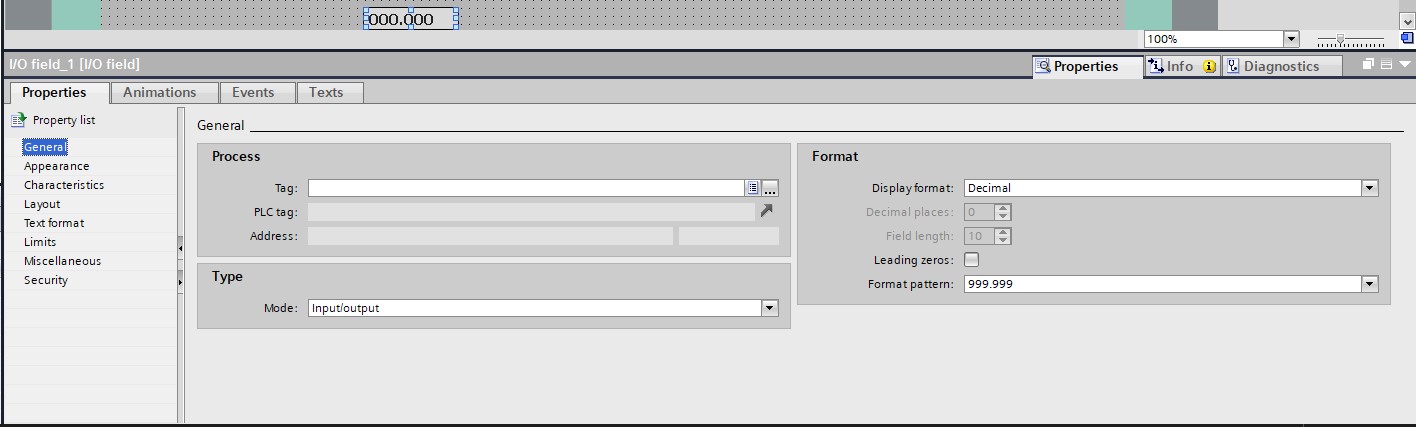 000.000
100%
I/O field_1 [I/O field]
Properties Info Diagnostics
Properties Animations Events Texts
Property list
General
Appearance
Characteristics
Layout
Text format
Limits
Miscellaneous
Security
General
Process
Tag:
...
PLC tag:
Address:
Type
Mode: Input/output
Format
Display format: Decimal
Decimal places: 0
Field length: 10
Leading zeros:
Format pattern: 999.999